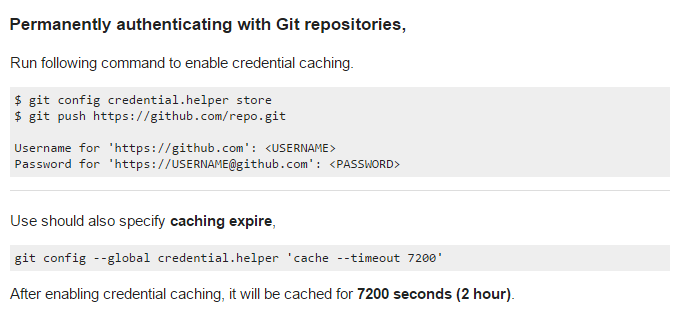 Permanently authenticating with Git repositories,
Run following command to enable credential caching.
$ git config credential.helper store
$ git push https://github.com/repo.git
Username for 'https://github.com': <USERNAME>
Password for 'https://USERNAME@github.com': <PASSWORD>
Use should also specify caching expire,
git config --global credential.helper 'cache --timeout 7200'
After enabling credential caching, it will be cached for 7200 seconds (2 hour).